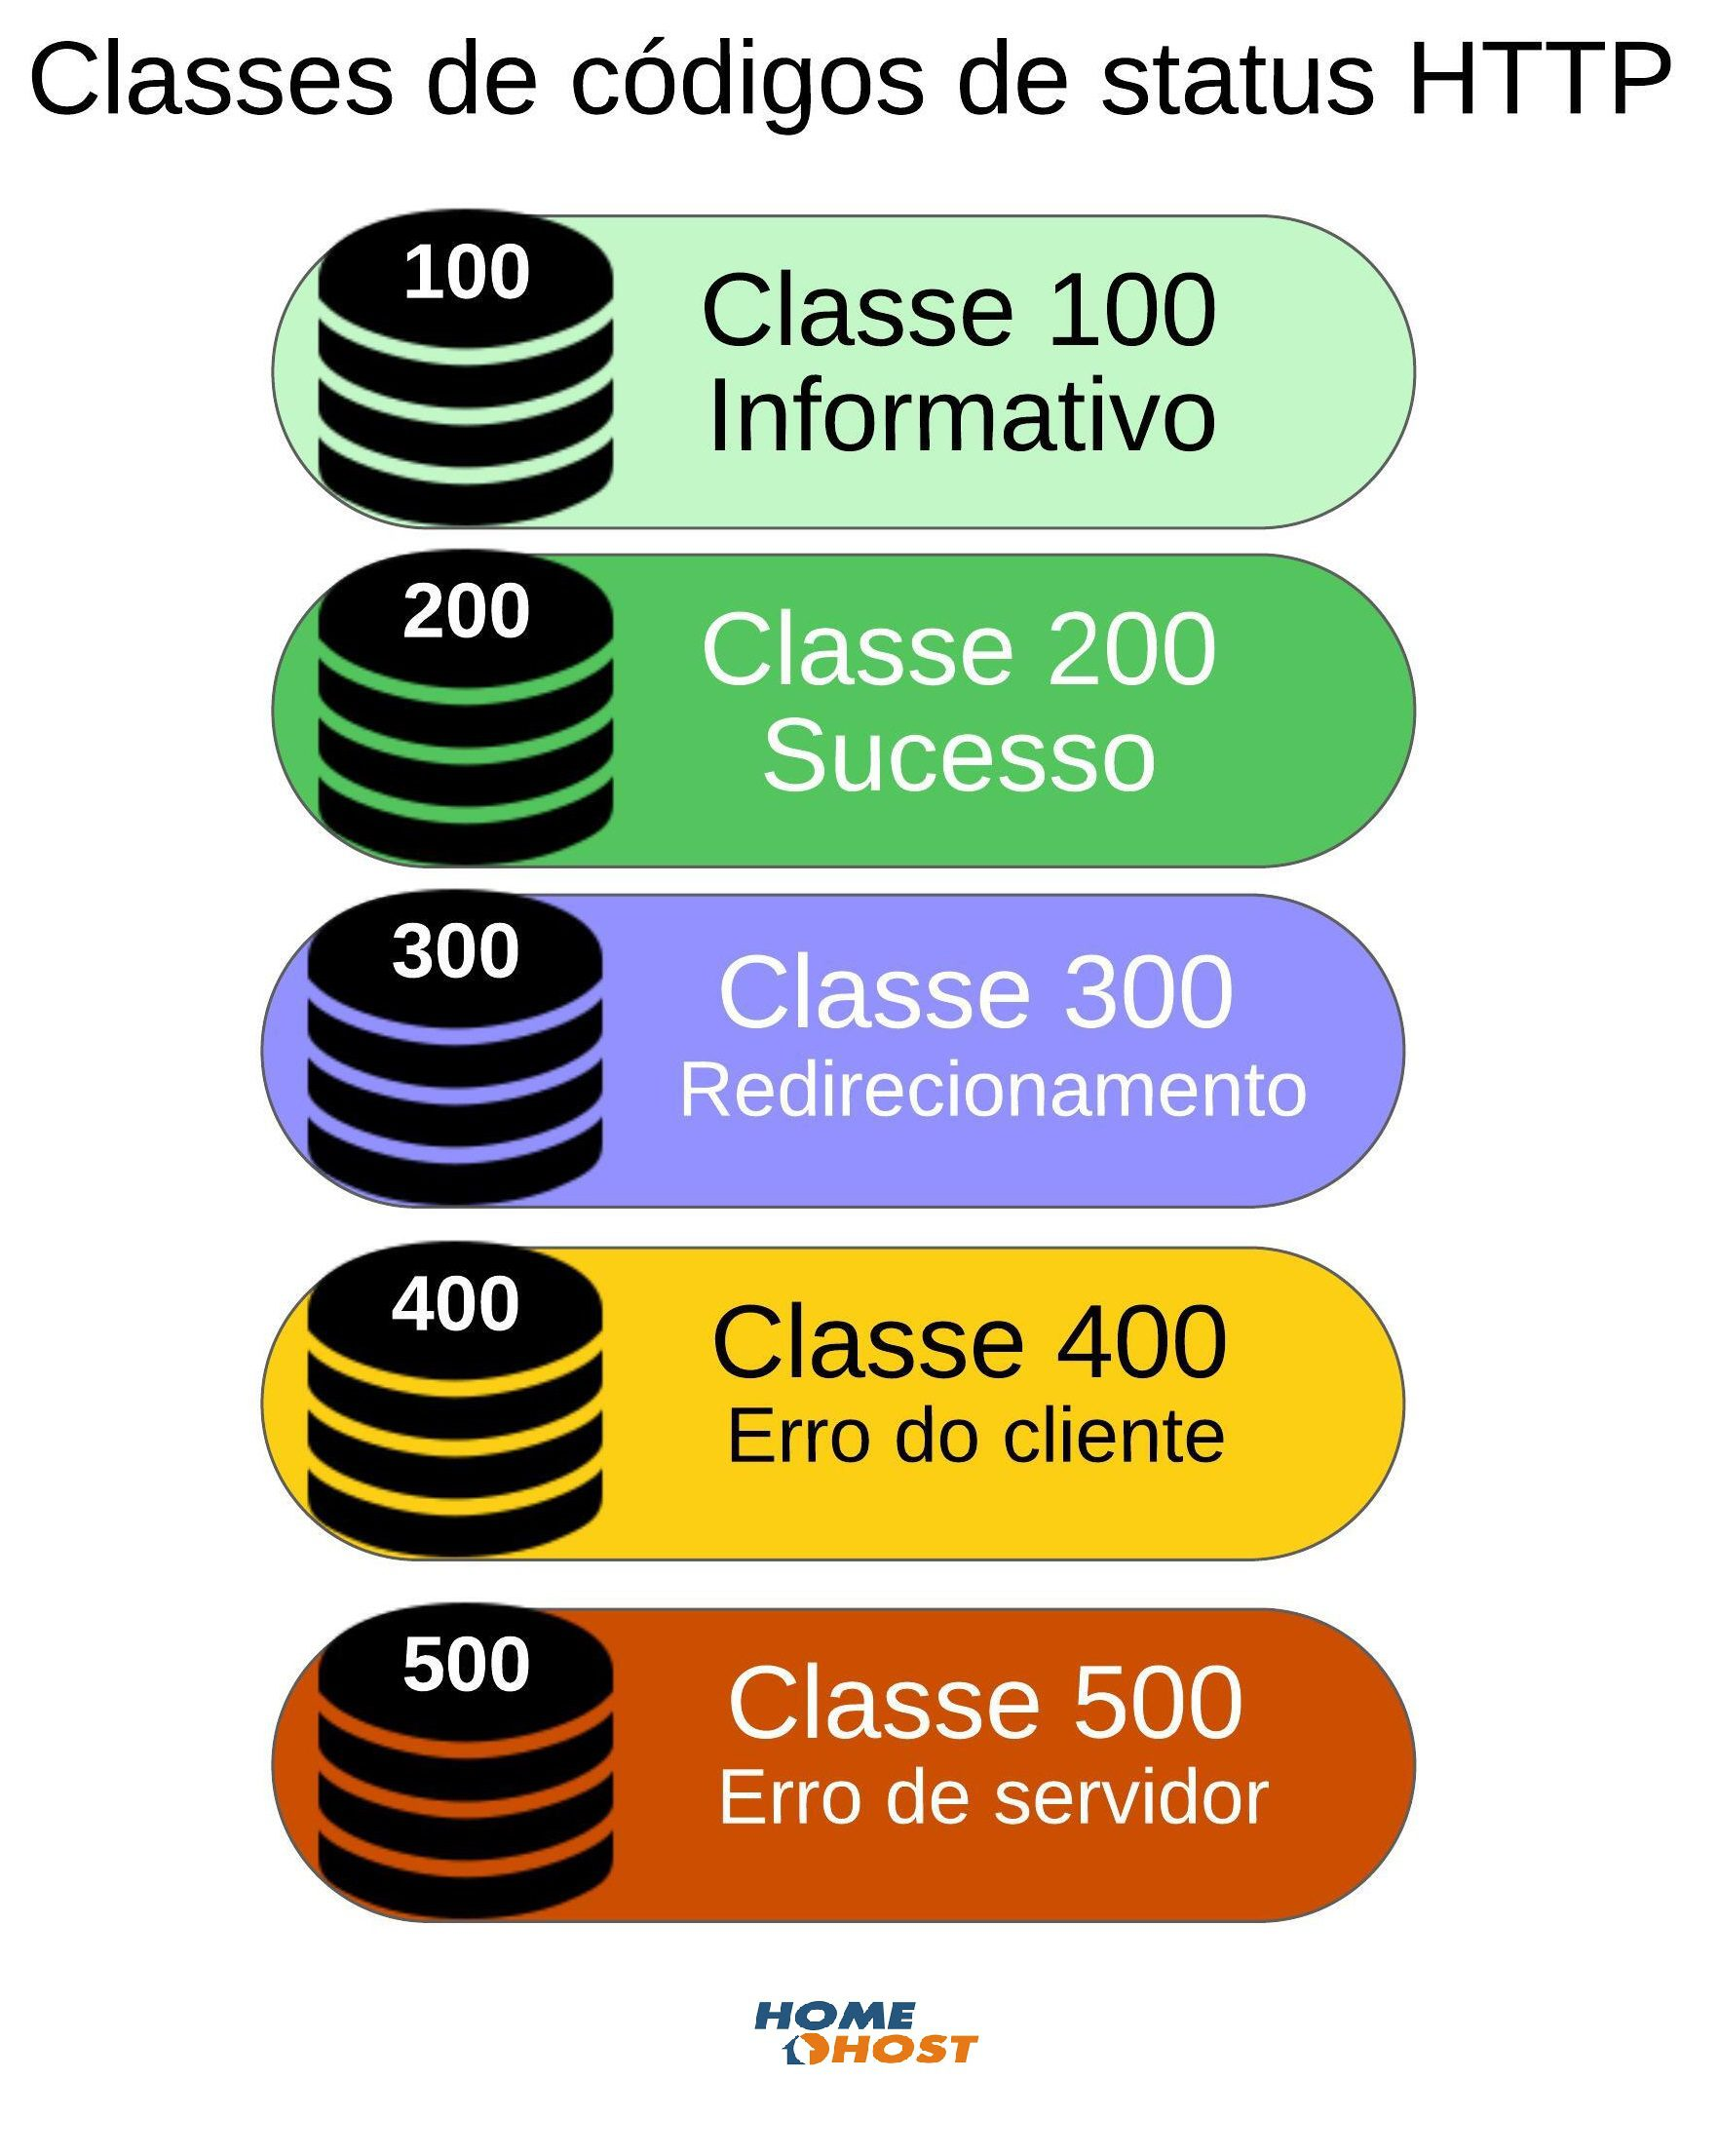 Classes de códigos de status HTTP
100
Classe 100
Informativo
200
Classe 200
Sucesso
300
Classe 300
Redirecionamento
400
Classe 400
Erro do cliente
500
Classe 500
Erro de servidor
HOME
HOST